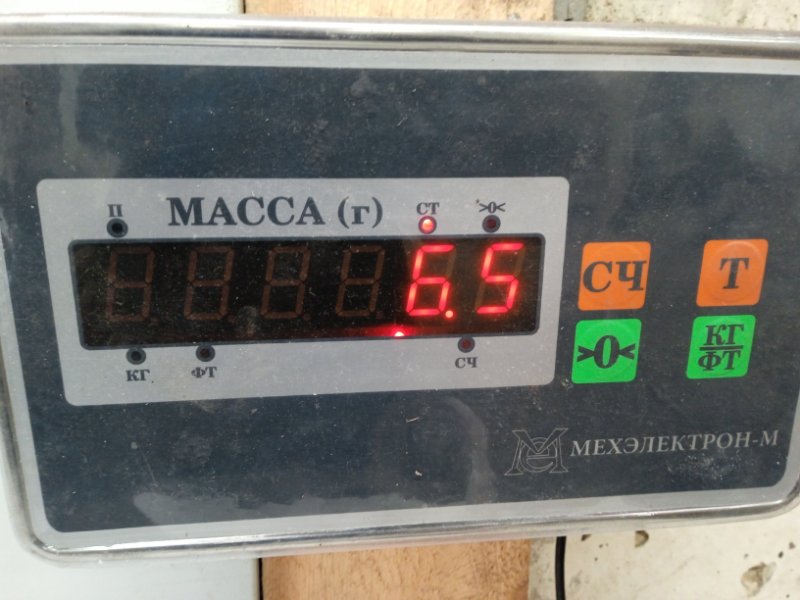 П МАССА (г) СТ >0<
6.5
КГ ФТ СЧ
СЧ Т
>0< КГ/ФТ
МЕХЭЛЕКТРОН-М